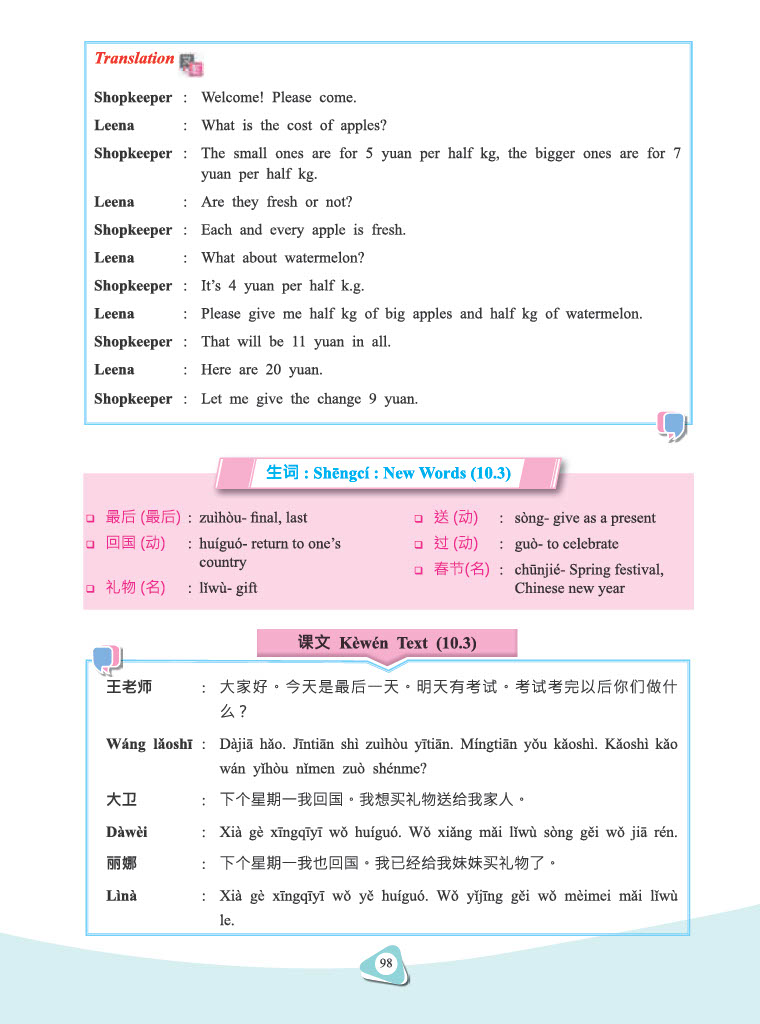 Translation
Shopkeeper : Welcome! Please come.
Leena : What is the cost of apples?
Shopkeeper : The small ones are for 5 yuan per half kg, the bigger ones are for 7
yuan per half kg.
Leena : Are they fresh or not?
Shopkeeper : Each and every apple is fresh.
Leena : What about watermelon?
Shopkeeper : It's 4 yuan per half k.g.
Leena : Please give me half kg of big apples and half kg of watermelon.
Shopkeeper : That will be 11 yuan in all.
Leena : Here are 20 yuan.
Shopkeeper : Let me give the change 9 yuan.
生词 : Shēngcí : New Words (10.3)
❑ 最后 (最后) : zuìhòu- final, last
❑ 回国 (动) : huíguó- return to one's
country
❑ 礼物 (名) : lǐwù- gift
❑ 送 (动) : sòng- give as a present
❑ 过 (动) : guò- to celebrate
❑ 春节(名) : chūnjié- Spring festival,
Chinese new year
课文 Kèwén Text (10.3)
王老师 : 大家好。今天是最后一天。明天有考试。考试考完以后你们做什
么？
Wáng lǎoshī : Dàjiā hǎo. Jīntiān shì zuìhòu yītiān. Míngtiān yǒu kǎoshì. Kǎoshì kǎo
wán yǐhòu nǐmen zuò shénme?
大卫 : 下个星期一我回国。我想买礼物送给我家人。
Dàwèi : Xià gè xīngqīyī wǒ huíguó. Wǒ xiǎng mǎi lǐwù sòng gěi wǒ jiā rén.
丽娜 : 下个星期一我也回国。我已经给我妹妹买礼物了。
Lìnà : Xià gè xīngqīyī wǒ yě huíguó. Wǒ yǐjīng gěi wǒ mèimei mǎi lǐwù
le.
98